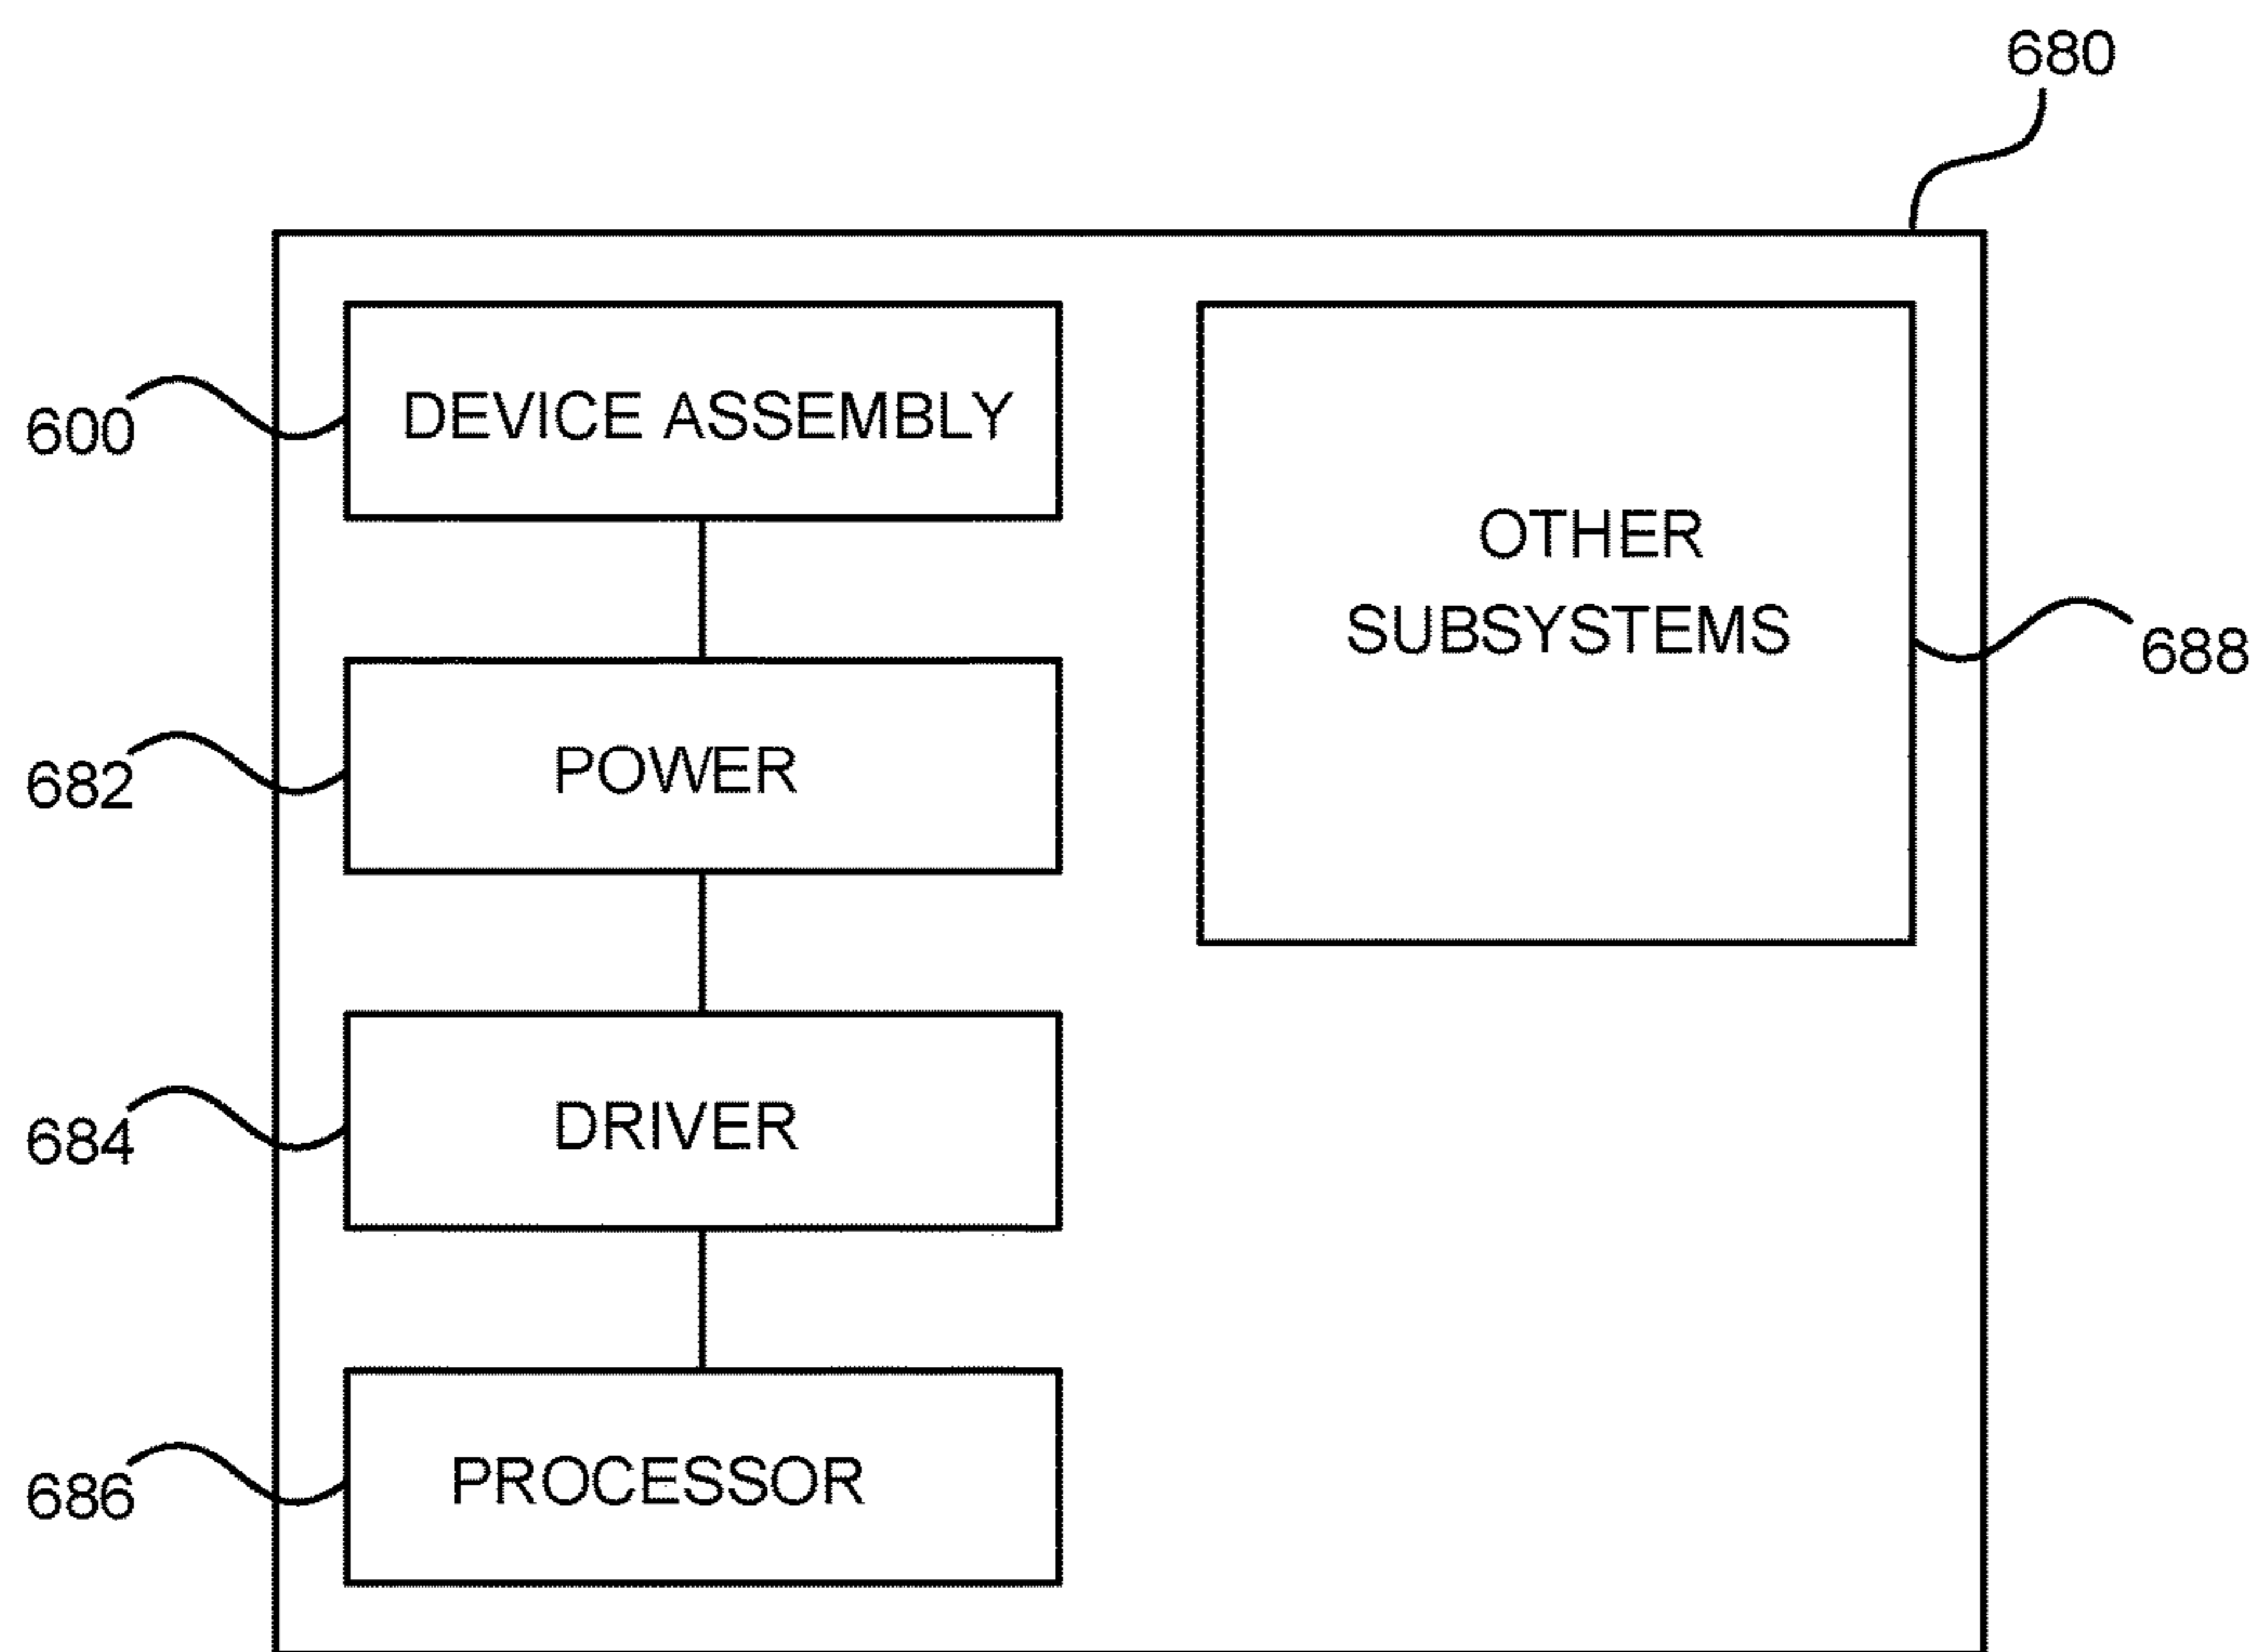 680
600
DEVICE ASSEMBLY
OTHER
SUBSYSTEMS
688
682
POWER
684
DRIVER
686
PROCESSOR